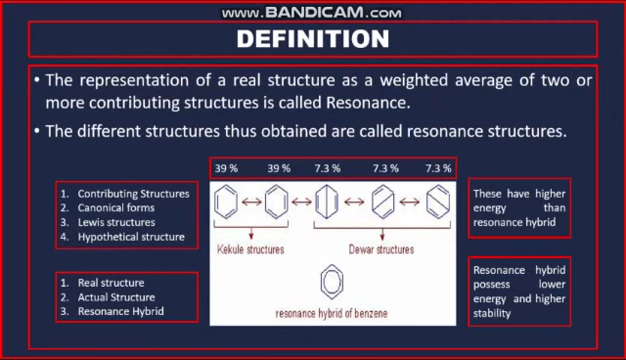 www.BANDICAM.com
DEFINITION
• The representation of a real structure as a weighted average of two or
more contributing structures is called Resonance.
• The different structures thus obtained are called resonance structures.
39 % 39 % 7.3 % 7.3 % 7.3 %
1. Contributing Structures
2. Canonical forms
3. Lewis structures
4. Hypothetical structure
Kekule structures
Dewar structures
These have higher
energy than
resonance hybrid
1. Real structure
2. Actual Structure
3. Resonance Hybrid
resonance hybrid of benzene
Resonance hybrid
possess lower
energy and higher
stability